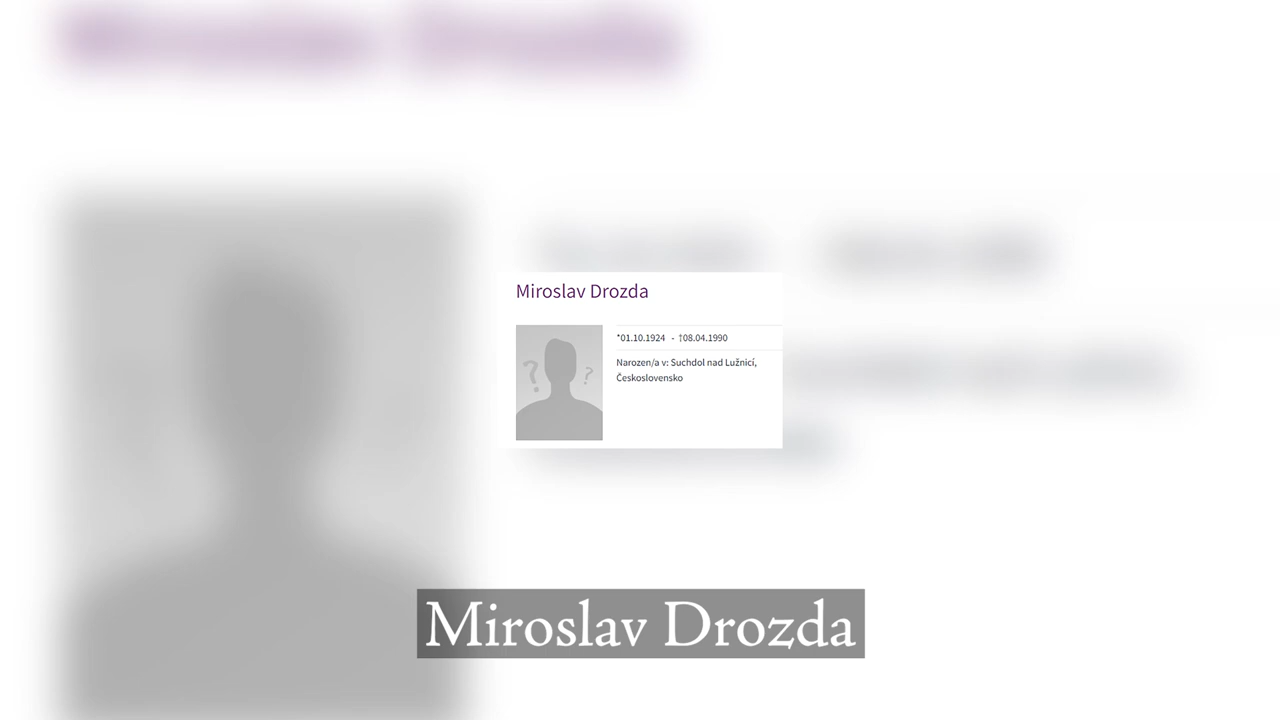 Miroslav Drozda
*01.10.1924 - †08.04.1990
Narozen/a v: Suchdol nad Lužnicí,
Československo
Miroslav Drozda